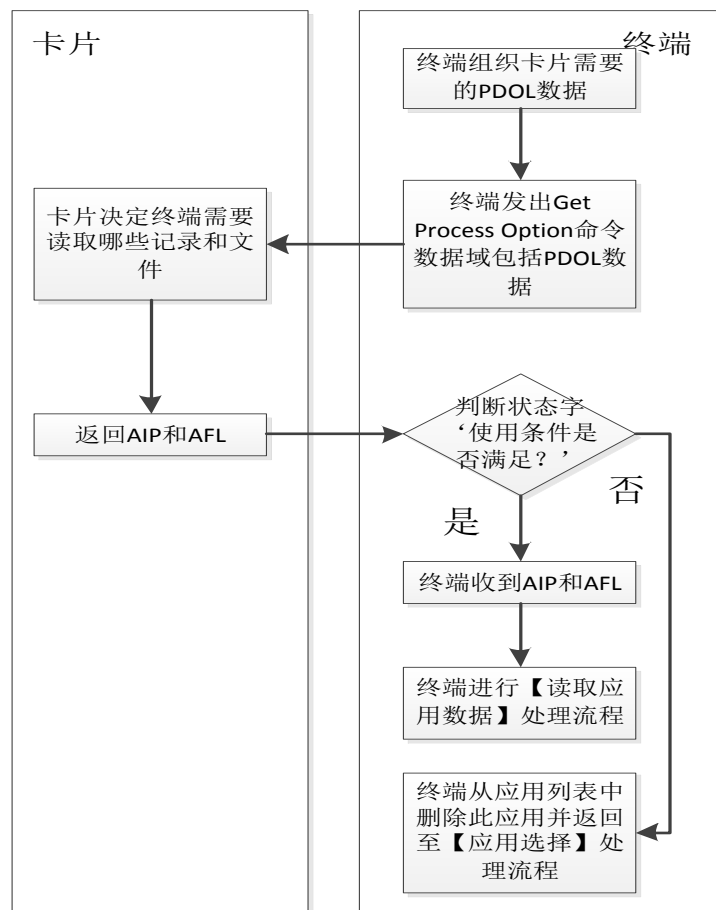 卡片
终端
终端组织卡片需要
的PDOL数据
终端发出Get
Process Option命令
数据域包括PDOL数
据
卡片决定终端需要
读取哪些记录和文
件
返回AIP和AFL
判断状态字
‘使用条件是
否满足？’
否
是
终端收到AIP和AFL
终端进行【读取应
用数据】处理流程
终端从应用列表中
删除此应用并返回
至【应用选择】处
理流程